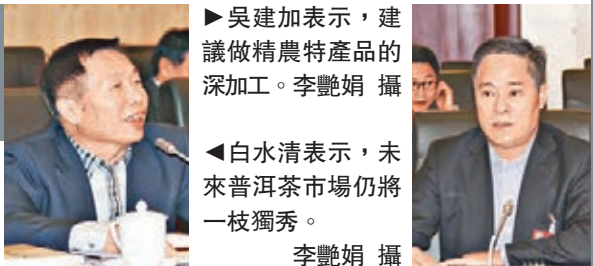 ►吳建加表示，建
議做精農特產品的
深加工。李艷娟 攝
◄白水清表示，未
來普洱茶市場仍將
一枝獨秀。
李艷娟 攝